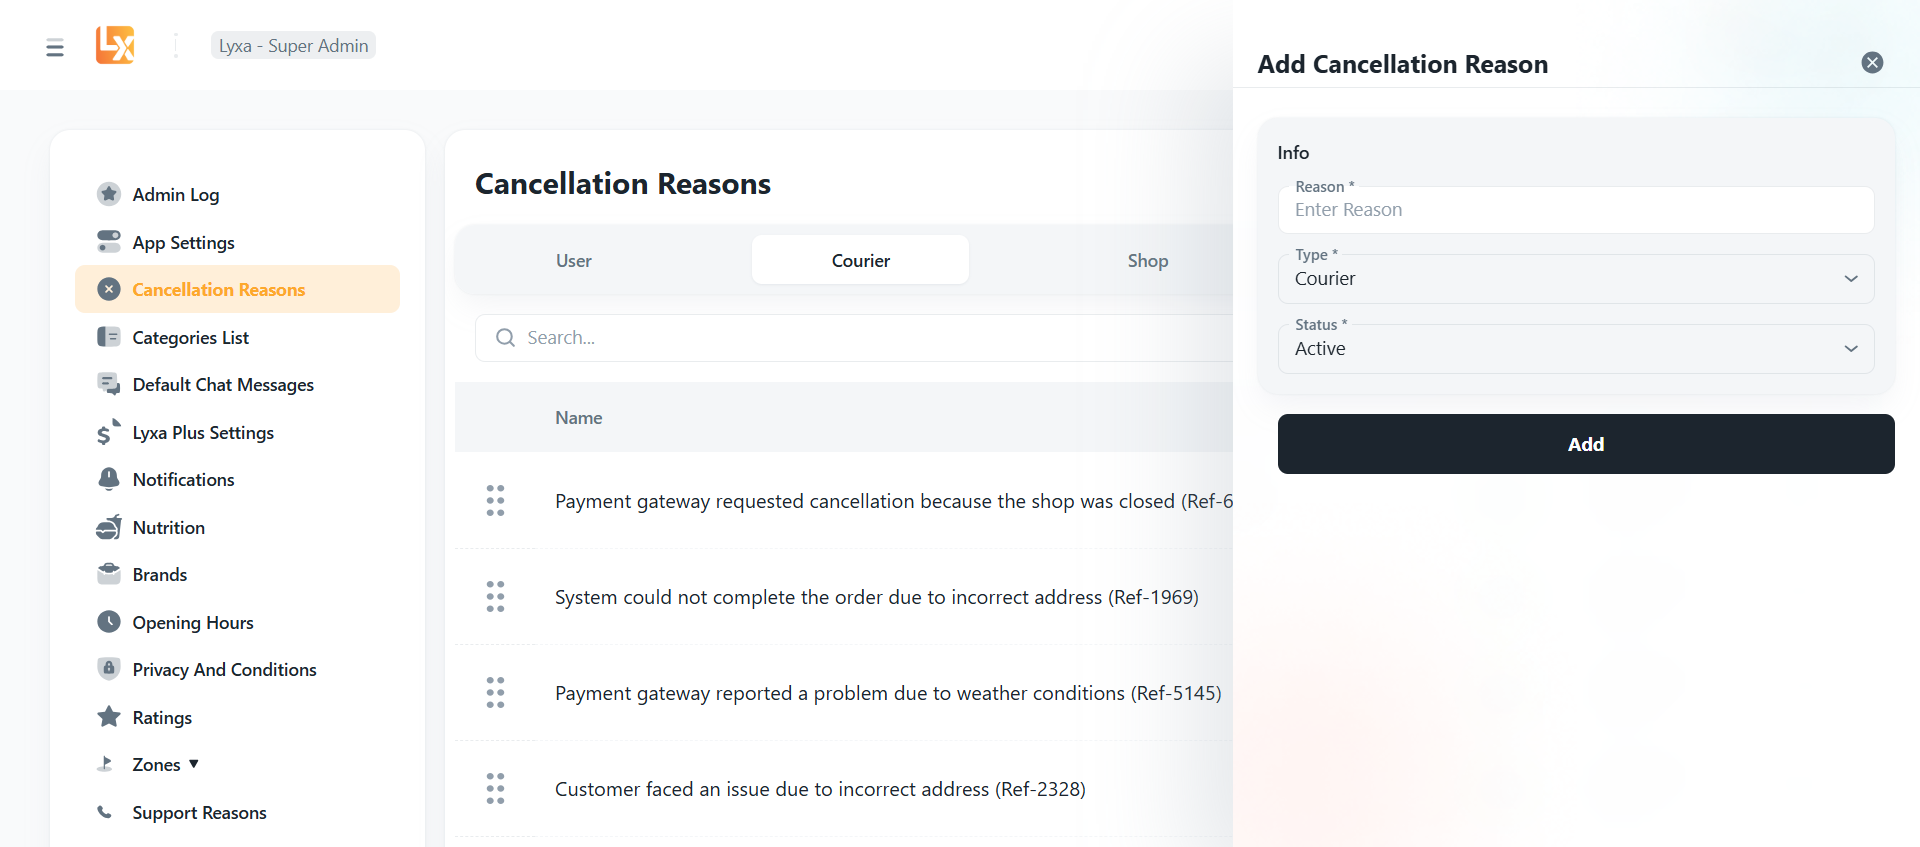 LX
Lyxa - Super Admin
Admin Log
App Settings
Cancellation Reasons
Categories List
Default Chat Messages
Lyxa Plus Settings
Notifications
Nutrition
Brands
Opening Hours
Privacy And Conditions
Ratings
Zones ▼
Support Reasons
Cancellation Reasons
User
Courier
Shop
Search...
Name
Payment gateway requested cancellation because the shop was closed (Ref-6
System could not complete the order due to incorrect address (Ref-1969)
Payment gateway reported a problem due to weather conditions (Ref-5145)
Customer faced an issue due to incorrect address (Ref-2328)
Add Cancellation Reason
Info
Reason *
Enter Reason
Type *
Courier
Status *
Active
Add